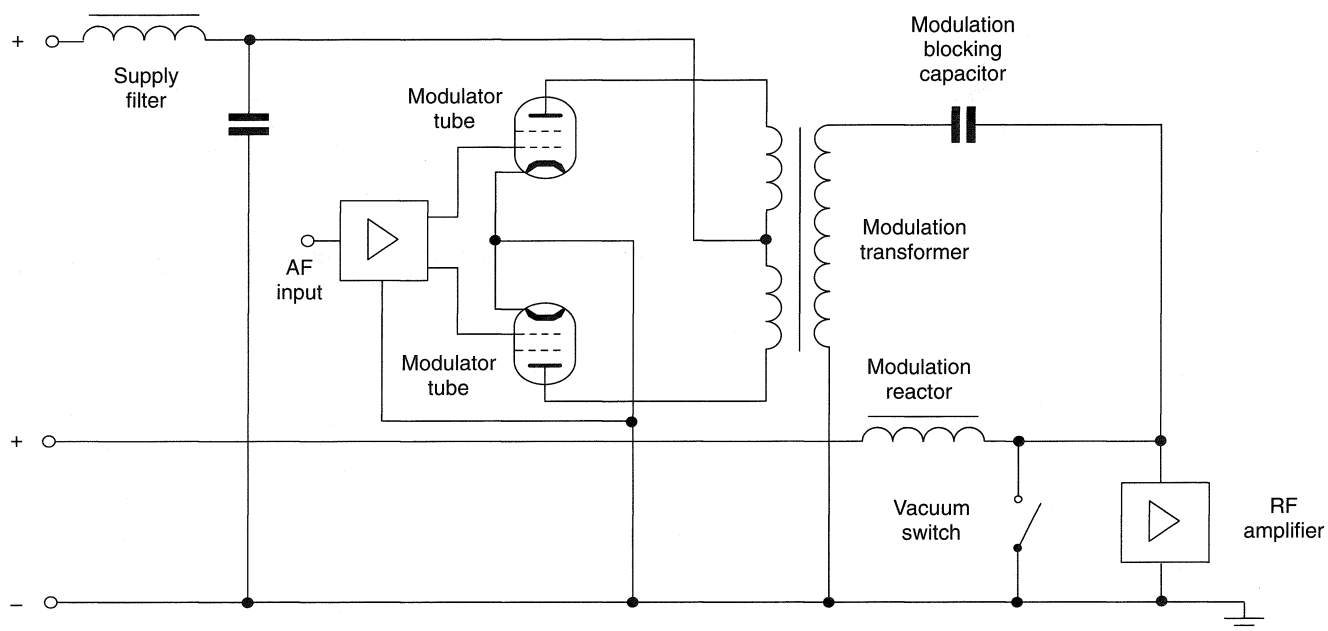 +
Supply
filter
Modulator
tube
Modulation
blocking
capacitor
AF
input
Modulation
transformer
Modulator
tube
Modulation
reactor
+
Vacuum
switch
RF
amplifier
–